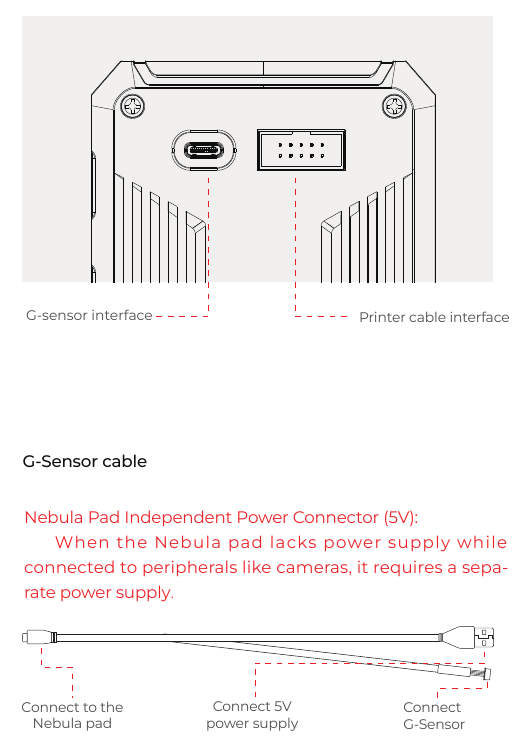 G-sensor interface
Printer cable interface
G-Sensor cable
Nebula Pad Independent Power Connector (5V):
When the Nebula pad lacks power supply while
connected to peripherals like cameras, it requires a sepa-
rate power supply.
Connect to the
Nebula pad
Connect 5V
power supply
Connect
G-Sensor